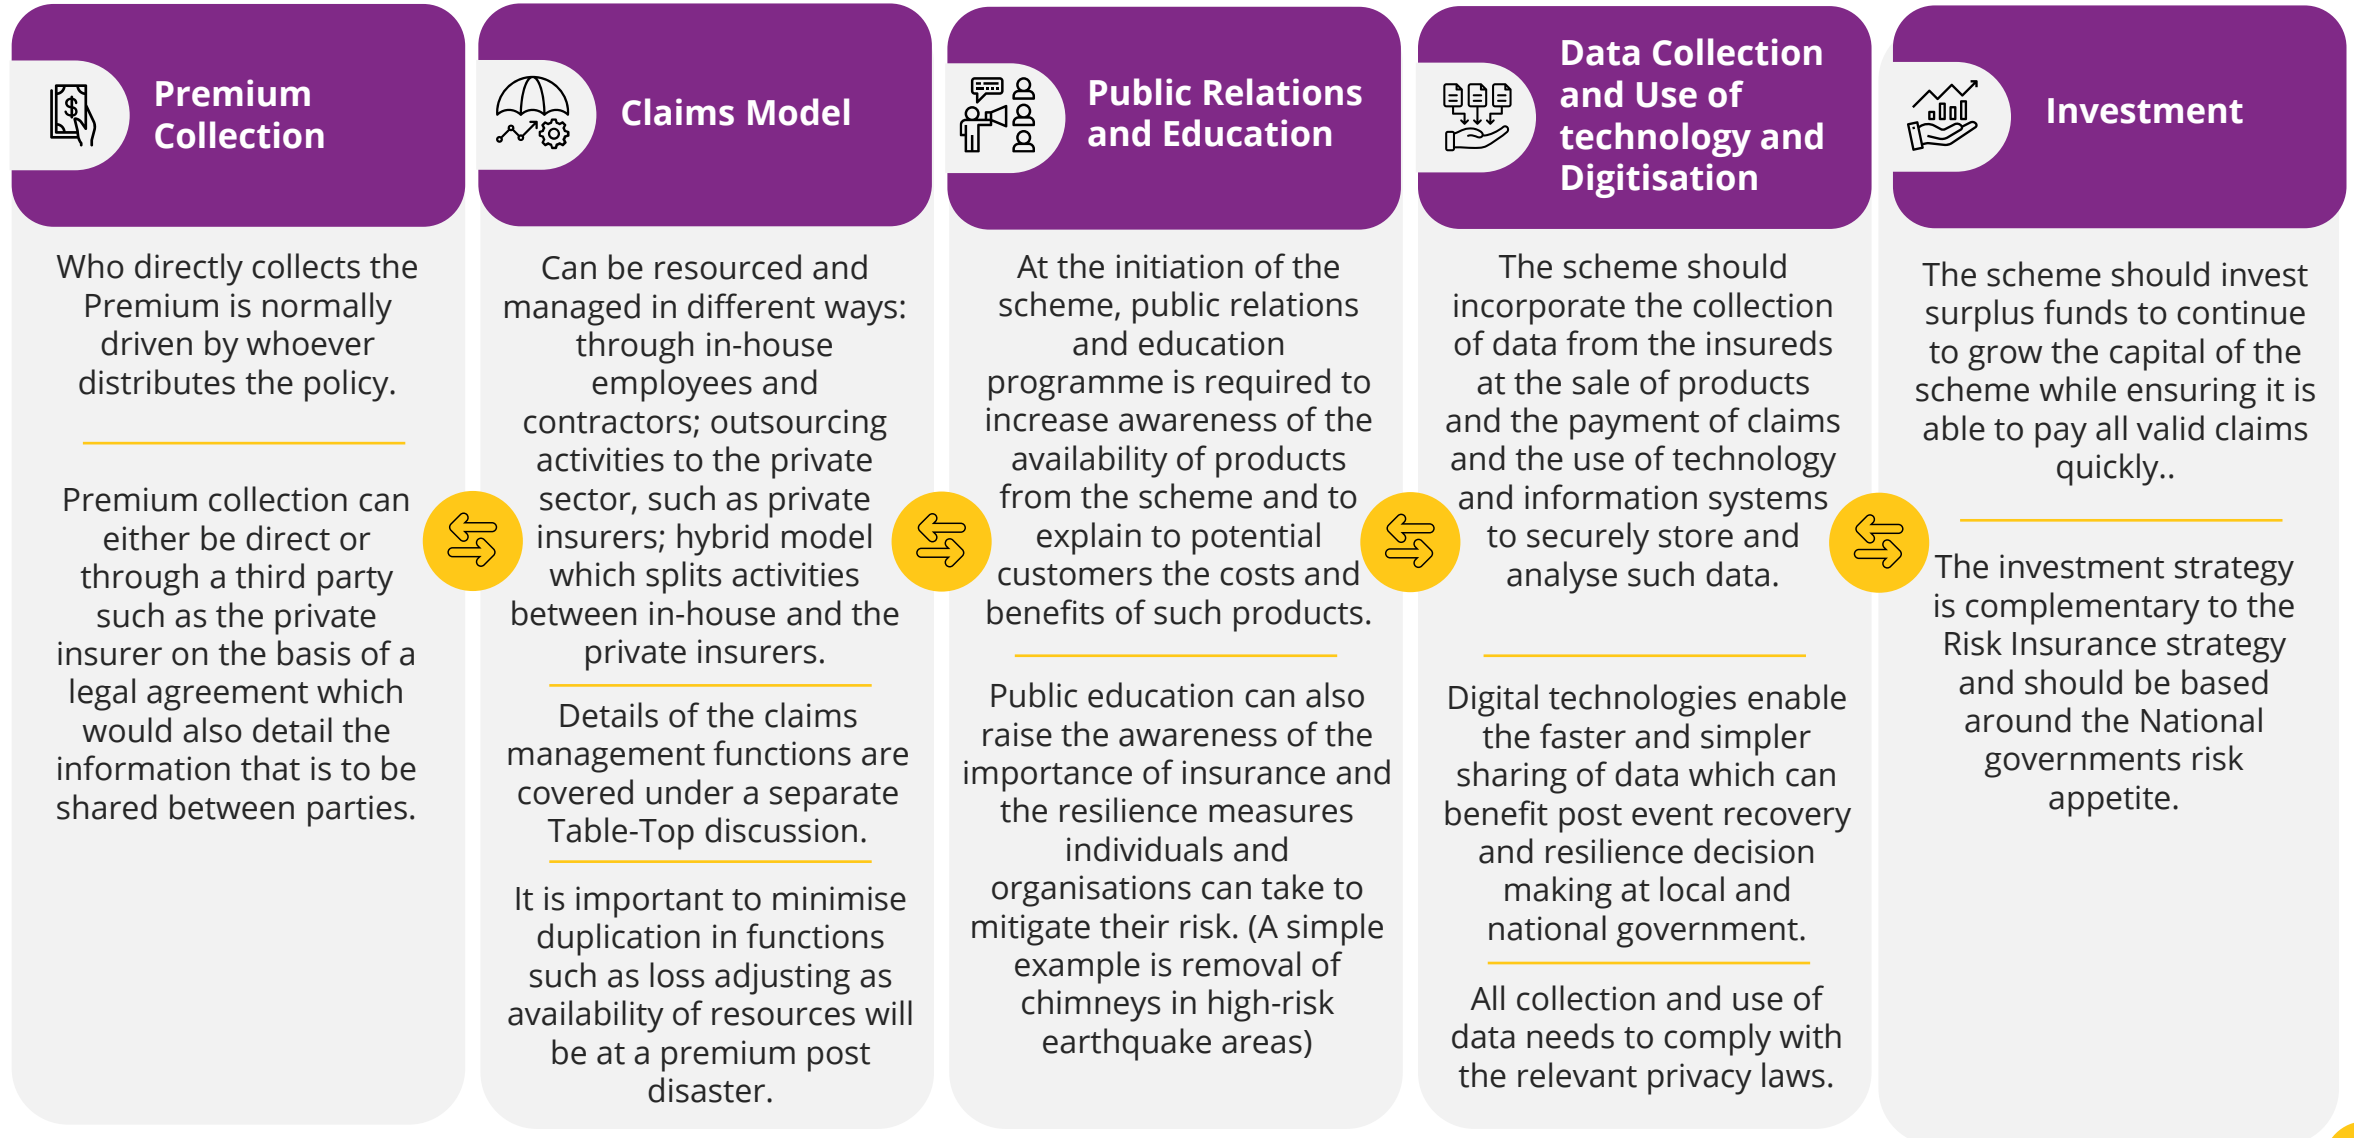 Premium
Collection
Who directly collects the
Premium is normally
driven by whoever
distributes the policy.
Premium collection can
either be direct or
through a third party
such as the private
insurer on the basis of a
legal agreement which
would also detail the
information that is to be
shared between parties.
Claims Model
Can be resourced and
managed in different ways:
through in-house
employees and
contractors; outsourcing
activities to the private
sector, such as private
insurers; hybrid model
which splits activities
between in-house and the
private insurers.
Details of the claims
management functions are
covered under a separate
Table-Top discussion.
It is important to minimise
duplication in functions
such as loss adjusting as
availability of resources will
be at a premium post
disaster.
Public Relations
and Education
At the initiation of the
scheme, public relations
and education
programme is required to
increase awareness of the
availability of products
from the scheme and to
explain to potential
customers the costs and
benefits of such products.
Public education can also
raise the awareness of the
importance of insurance and
the resilience measures
individuals and
organisations can take to
mitigate their risk. (A simple
example is removal of
chimneys in high-risk
earthquake areas)
Data Collection
and Use of
technology and
Digitisation
The scheme should
incorporate the collection
of data from the insureds
at the sale of products
and the payment of claims
and the use of technology
and information systems
to securely store and
analyse such data.
Digital technologies enable
the faster and simpler
sharing of data which can
benefit post event recovery
and resilience decision
making at local and
national government.
All collection and use of
data needs to comply with
the relevant privacy laws.
Investment
The scheme should invest
surplus funds to continue
to grow the capital of the
scheme while ensuring it is
able to pay all valid claims
quickly..
The investment strategy
is complementary to the
Risk Insurance strategy
and should be based
around the National
governments risk
appetite.